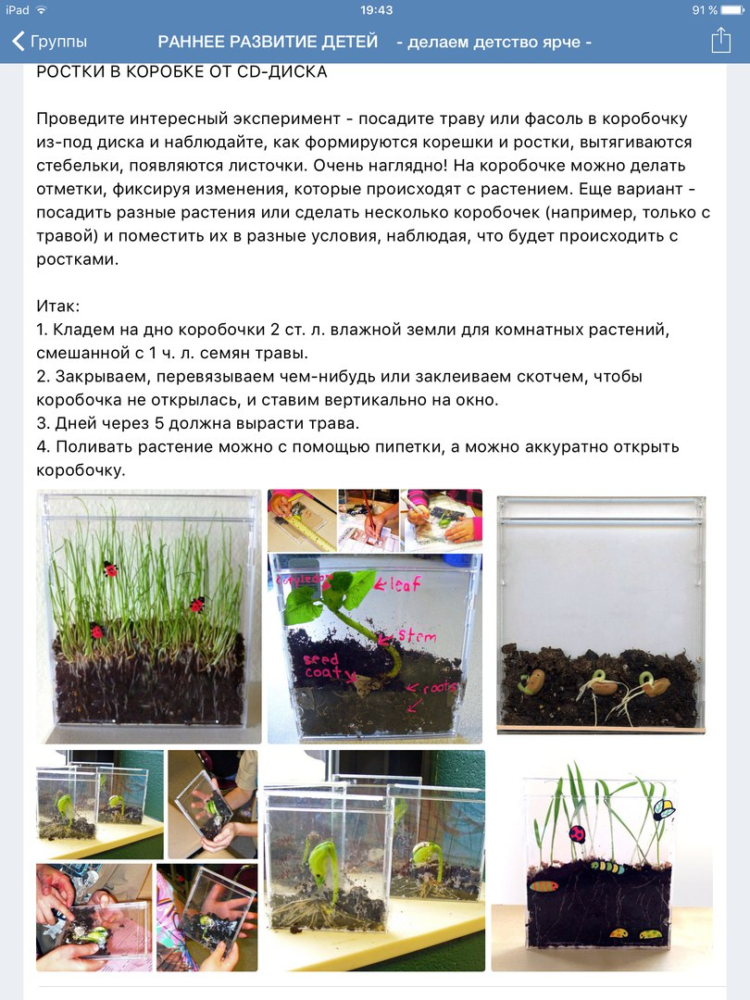 iPad 19:43 91 %
Группы РАННЕЕ РАЗВИТИЕ ДЕТЕЙ - делаем детство ярче -
РОСТКИ В КОРОБКЕ ОТ CD-ДИСКА
Проведите интересный эксперимент - посадите траву или фасоль в коробочку
из-под диска и наблюдайте, как формируются корешки и ростки, вытягиваются
стебельки, появляются листочки. Очень наглядно! На коробочке можно делать
отметки, фиксируя изменения, которые происходят с растением. Еще вариант -
посадить разные растения или сделать несколько коробочек (например, только с
травой) и поместить их в разные условия, наблюдая, что будет происходить с
ростками.
Итак:
1. Кладем на дно коробочки 2 ст. л. влажной земли для комнатных растений,
смешанной с 1 ч. л. семян травы.
2. Закрываем, перевязываем чем-нибудь или заклеиваем скотчем, чтобы
коробочка не открылась, и ставим вертикально на окно.
3. Дней через 5 должна вырасти трава.
4. Поливать растение можно с помощью пипетки, а можно аккуратно открыть
коробочку.
leaf
stem
seed
coat
roots